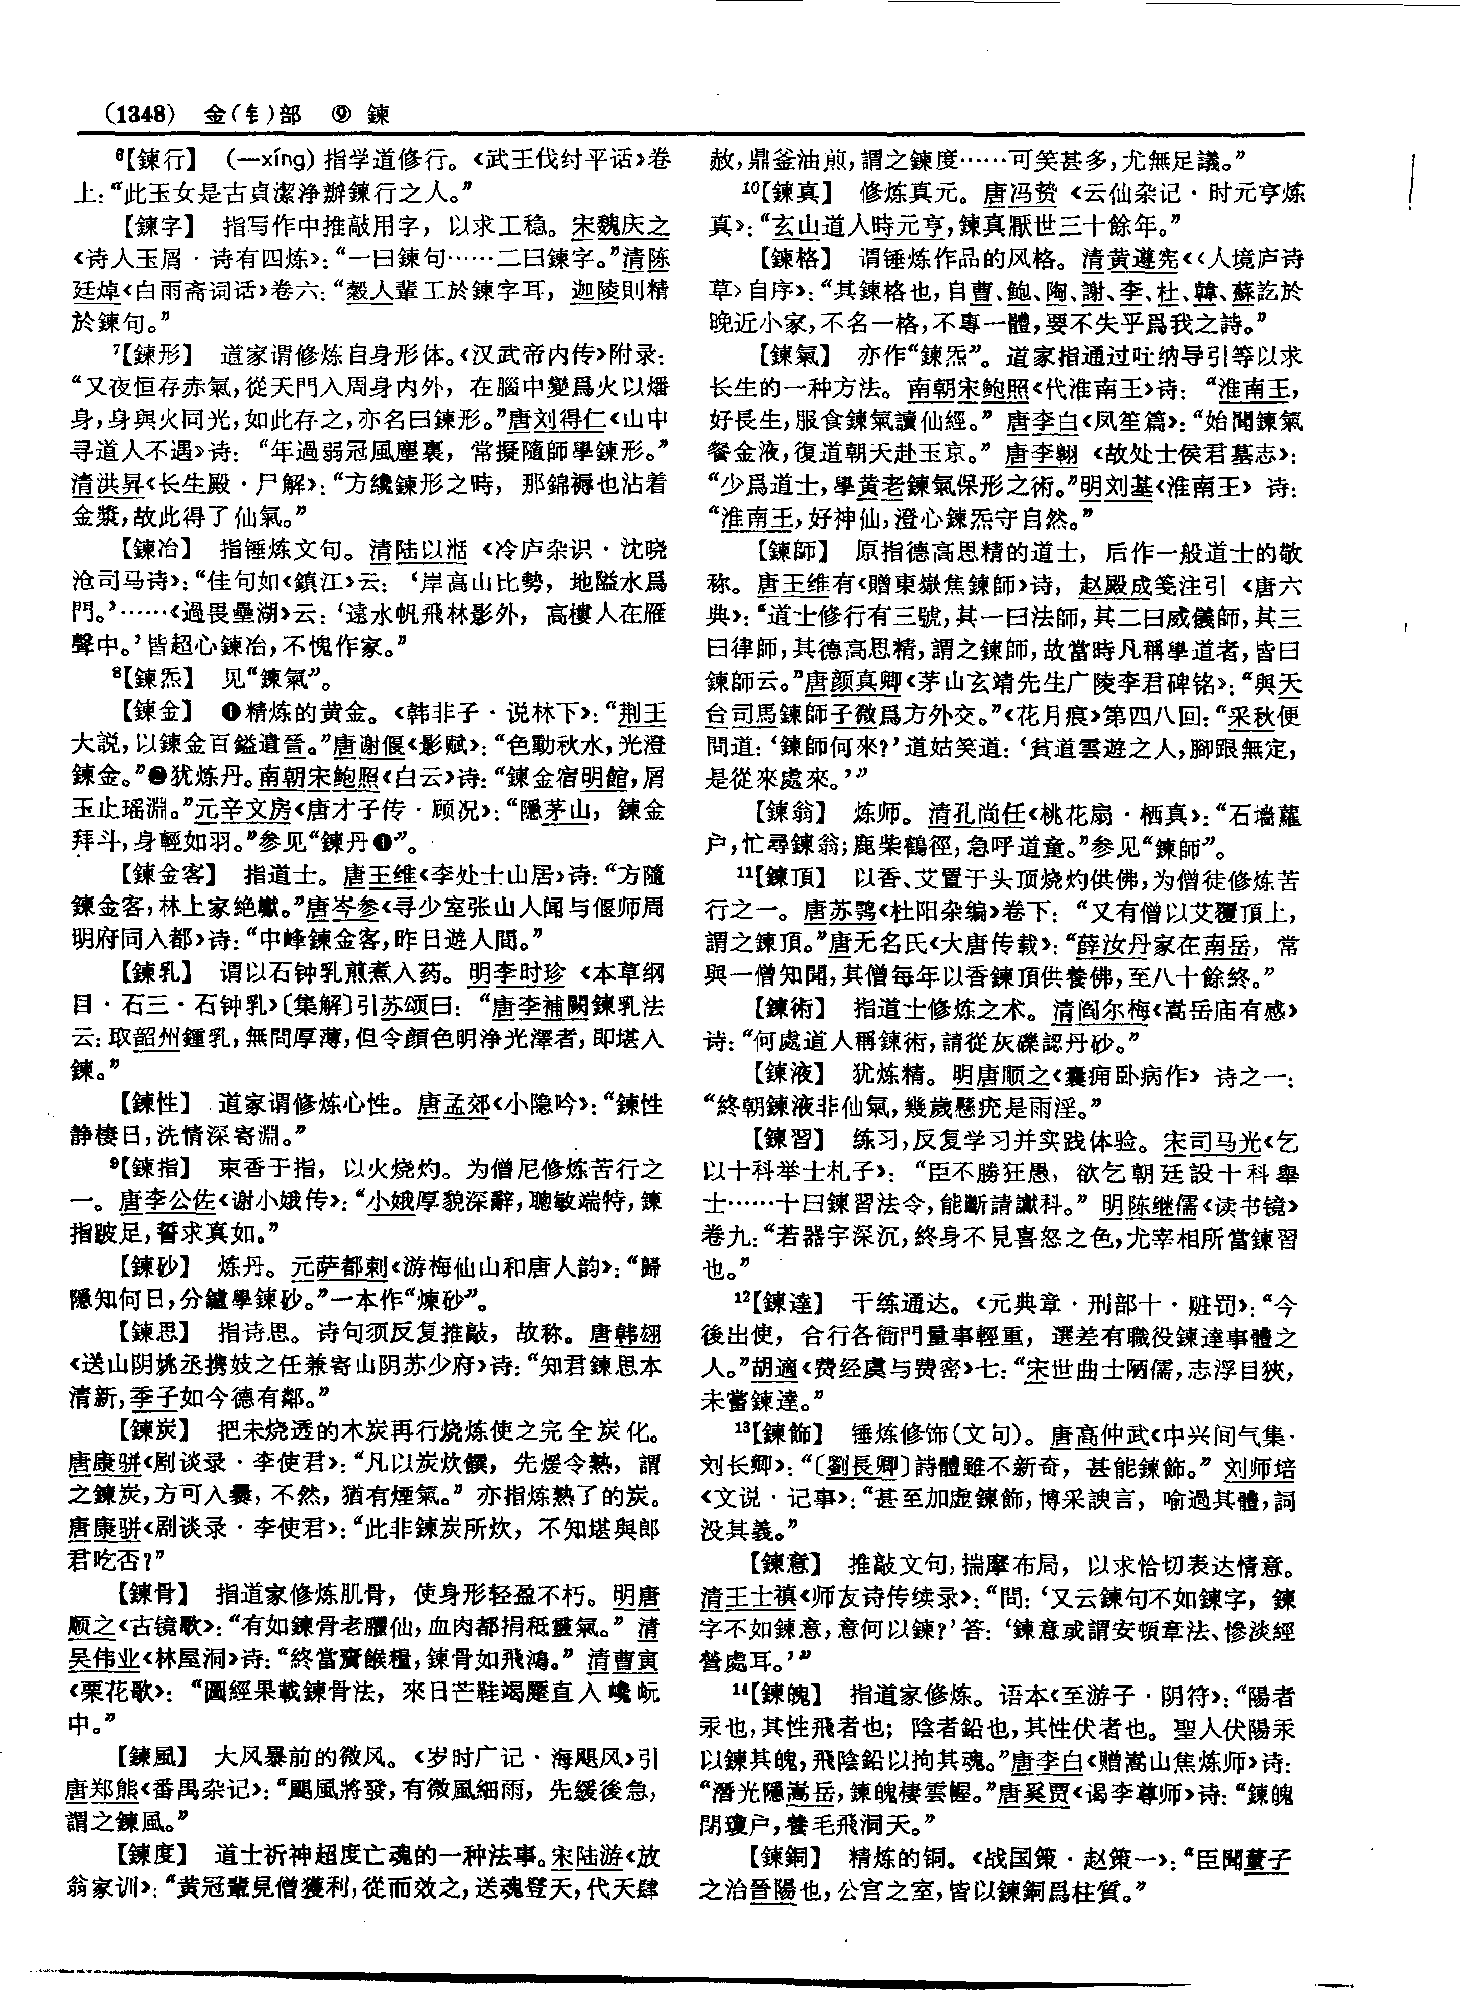 (1348) 金(钅)部 ⑨ 鍊
⁶【鍊行】 (—xíng) 指学道修行。《武王伐纣平话》卷
上:“此玉女是古貞潔净辦鍊行之人。”
【鍊字】 指写作中推敲用字，以求工稳。宋魏庆之
《诗人玉屑·诗有四炼》:“一曰鍊句……二曰鍊字。”清陈
廷焯《白雨斋词话》卷六:“縠人輩工於鍊字耳，迦陵則精
於鍊句。”
⁷【鍊形】 道家谓修炼自身形体。《汉武帝内传》附录:
“又夜恒存赤氣,從天門入周身内外，在腦中變爲火以燔
身,身與火同光,如此存之,亦名曰鍊形。”唐刘得仁《山中
寻道人不遇》诗: “年過弱冠風塵裏，常擬隨師學鍊形。”
清洪昇《长生殿·尸解》:“方纔鍊形之時，那錦褥也沾着
金漿,故此得了仙氣。”
【鍊冶】 指锤炼文句。清陆以湉《冷庐杂识·沈晓
沧司马诗》:“佳句如《鎮江》云: ‘岸高山比勢，地隘水爲
門。’……《過畏壘湖》云:‘遠水帆飛林影外，高樓人在雁
聲中。’皆超心鍊冶,不愧作家。”
⁸【鍊炁】 见“鍊氣”。
【鍊金】 ❶精炼的黄金。《韩非子·说林下》:“荆王
大説,以鍊金百鎰遺晉。”唐谢偃《影赋》:“色動秋水,光澄
鍊金。”❷犹炼丹。南朝宋鲍照《白云》诗:“鍊金宿明館,屑
玉止瑶淵。”元辛文房《唐才子传·顾况》:“隱茅山，鍊金
拜斗,身輕如羽。”参见“鍊丹❶”。
【鍊金客】 指道士。唐王维《李处士山居》诗:“方隨
鍊金客,林上家絶巘。”唐岑参《寻少室张山人闻与偃师周
明府同入都》诗:“中峰鍊金客,昨日遊人間。”
【鍊乳】 谓以石钟乳煎煮入药。明李时珍《本草纲
目·石三·石钟乳》〔集解〕引苏颂曰: “唐李補闕鍊乳法
云:取韶州鍾乳,無問厚薄,但令顔色明净光澤者,即堪入
鍊。”
【鍊性】 道家谓修炼心性。唐孟郊《小隐吟》:“鍊性
静棲日,洗情深寄淵。”
⁹【鍊指】 束香于指，以火烧灼。为僧尼修炼苦行之
一。唐李公佐《谢小娥传》:“小娥厚貌深辭,聰敏端特,鍊
指跛足,誓求真如。”
【鍊砂】 炼丹。元萨都剌《游梅仙山和唐人韵》:“歸
隱知何日,分鑪學鍊砂。”一本作“煉砂”。
【鍊思】 指诗思。诗句须反复推敲，故称。唐韩翃
《送山阴姚丞携妓之任兼寄山阴苏少府》诗:“知君鍊思本
清新,季子如今德有鄰。”
【鍊炭】 把未烧透的木炭再行烧炼使之完全炭化。
唐康骈《剧谈录·李使君》:“凡以炭炊饌，先煖令熟，謂
之鍊炭,方可入爨，不然，猶有煙氣。”亦指炼熟了的炭。
唐康骈《剧谈录·李使君》:“此非鍊炭所炊，不知堪與郎
君吃否?”
【鍊骨】 指道家修炼肌骨，使身形轻盈不朽。明唐
顺之《古镜歌》:“有如鍊骨老臞仙,血肉都捐秪靈氣。”清
吴伟业《林屋洞》诗:“終當齎餱糧,鍊骨如飛鴻。”清曹寅
《栗花歌》: “圖經果載鍊骨法，來日芒鞋竭蹷直入巉岏
中。”
【鍊風】 大风暴前的微风。《岁时广记·海飓风》引
唐郑熊《番禺杂记》:“颶風將發,有微風細雨，先緩後急,
謂之鍊風。”
【鍊度】 道士祈神超度亡魂的一种法事。宋陆游《放
翁家训》:“黄冠輩見僧獲利,從而效之,送魂登天,代天肆
赦,鼎釜油煎,謂之鍊度……可笑甚多,尤無足議。”
¹⁰【鍊真】 修炼真元。唐冯贽《云仙杂记·时元亨炼
真》:“玄山道人時元亨,鍊真厭世三十餘年。”
【鍊格】 谓锤炼作品的风格。清黄遵宪《〈人境庐诗
草〉自序》:“其鍊格也,自曹、鮑、陶、謝、李、杜、韓、蘇訖於
晚近小家,不名一格,不專一體,要不失乎爲我之詩。”
【鍊氣】 亦作“鍊炁”。道家指通过吐纳导引等以求
长生的一种方法。南朝宋鲍照《代淮南王》诗: “淮南王，
好長生,服食鍊氣讀仙經。”唐李白《凤笙篇》:“始聞鍊氣
餐金液,復道朝天赴玉京。”唐李翱《故处士侯君墓志》:
“少爲道士,學黄老鍊氣保形之術。”明刘基《淮南王》诗:
“淮南王,好神仙,澄心鍊炁守自然。”
【鍊師】 原指德高思精的道士，后作一般道士的敬
称。唐王维有《贈東嶽焦鍊師》诗，赵殿成笺注引《唐六
典》:“道士修行有三號,其一曰法師,其二曰威儀師,其三
曰律師,其德高思精,謂之鍊師,故當時凡稱學道者,皆曰
鍊師云。”唐颜真卿《茅山玄靖先生广陵李君碑铭》:“與天
台司馬鍊師子微爲方外交。”《花月痕》第四八回:“采秋便
問道:‘鍊師何來?’道姑笑道:‘貧道雲遊之人,腳跟無定,
是從來處來。’”
【鍊翁】 炼师。清孔尚任《桃花扇·栖真》:“石墙蘿
户,忙尋鍊翁;鹿柴鶴徑,急呼道童。”参见“鍊師”。
¹¹【鍊頂】 以香、艾置于头顶烧灼供佛,为僧徒修炼苦
行之一。唐苏鹗《杜阳杂编》卷下: “又有僧以艾覆頂上，
謂之鍊頂。”唐无名氏《大唐传载》:“薛汝丹家在南岳，常
與一僧知聞,其僧每年以香鍊頂供養佛,至八十餘終。”
【鍊術】 指道士修炼之术。清阎尔梅《嵩岳庙有感》
诗:“何處道人稱鍊術,請從灰礫認丹砂。”
【鍊液】 犹炼精。明唐顺之《囊痈卧病作》诗之一:
“終朝鍊液非仙氣,幾歲懸疣是雨淫。”
【鍊習】 练习,反复学习并实践体验。宋司马光《乞
以十科举士札子》: “臣不勝狂愚，欲乞朝廷設十科舉
士……十曰鍊習法令,能斷請讞科。”明陈继儒《读书镜》
卷九:“若器宇深沉,終身不見喜怒之色,尤宰相所當鍊習
也。”
¹²【鍊達】 干练通达。《元典章·刑部十·赃罚》:“今
後出使，合行各衙門量事輕重，選差有職役鍊達事體之
人。”胡適《费经虞与费密》七:“宋世曲士陋儒,志浮目狹,
未嘗鍊達。”
¹³【鍊飾】 锤炼修饰(文句)。唐高仲武《中兴间气集·
刘长卿》:“〔劉長卿〕詩體雖不新奇，甚能鍊飾。”刘师培
《文说·记事》:“甚至加虚鍊飾,博采諛言，喻過其體,詞
没其義。”
【鍊意】 推敲文句,揣摩布局，以求恰切表达情意。
清王士禛《师友诗传续录》:“問:‘又云鍊句不如鍊字，鍊
字不如鍊意,意何以鍊?’答:‘鍊意或謂安頓章法、慘淡經
營處耳。’”
¹⁴【鍊魄】 指道家修炼。语本《至游子·阴符》:“陽者
汞也,其性飛者也; 陰者鉛也,其性伏者也。聖人伏陽汞
以鍊其魄,飛陰鉛以拘其魂。”唐李白《赠嵩山焦炼师》诗:
“潛光隱嵩岳,鍊魄棲雲幄。”唐奚贾《谒李尊师》诗:“鍊魄
閉瓊户,養毛飛洞天。”
【鍊銅】 精炼的铜。《战国策·赵策一》:“臣聞董子
之治晉陽也,公宫之室,皆以鍊銅爲柱質。”